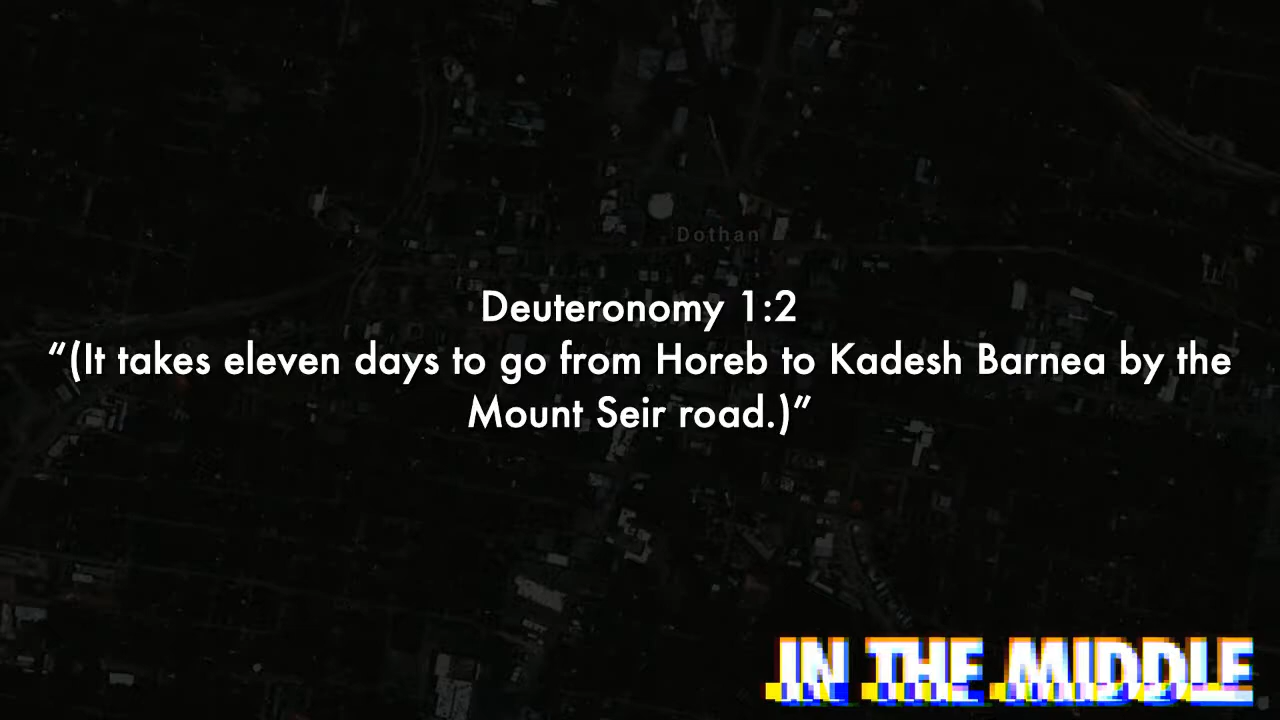 Dothan
Deuteronomy 1:2
“(It takes eleven days to go from Horeb to Kadesh Barnea by the
Mount Seir road.)”
IN THE MIDDLE